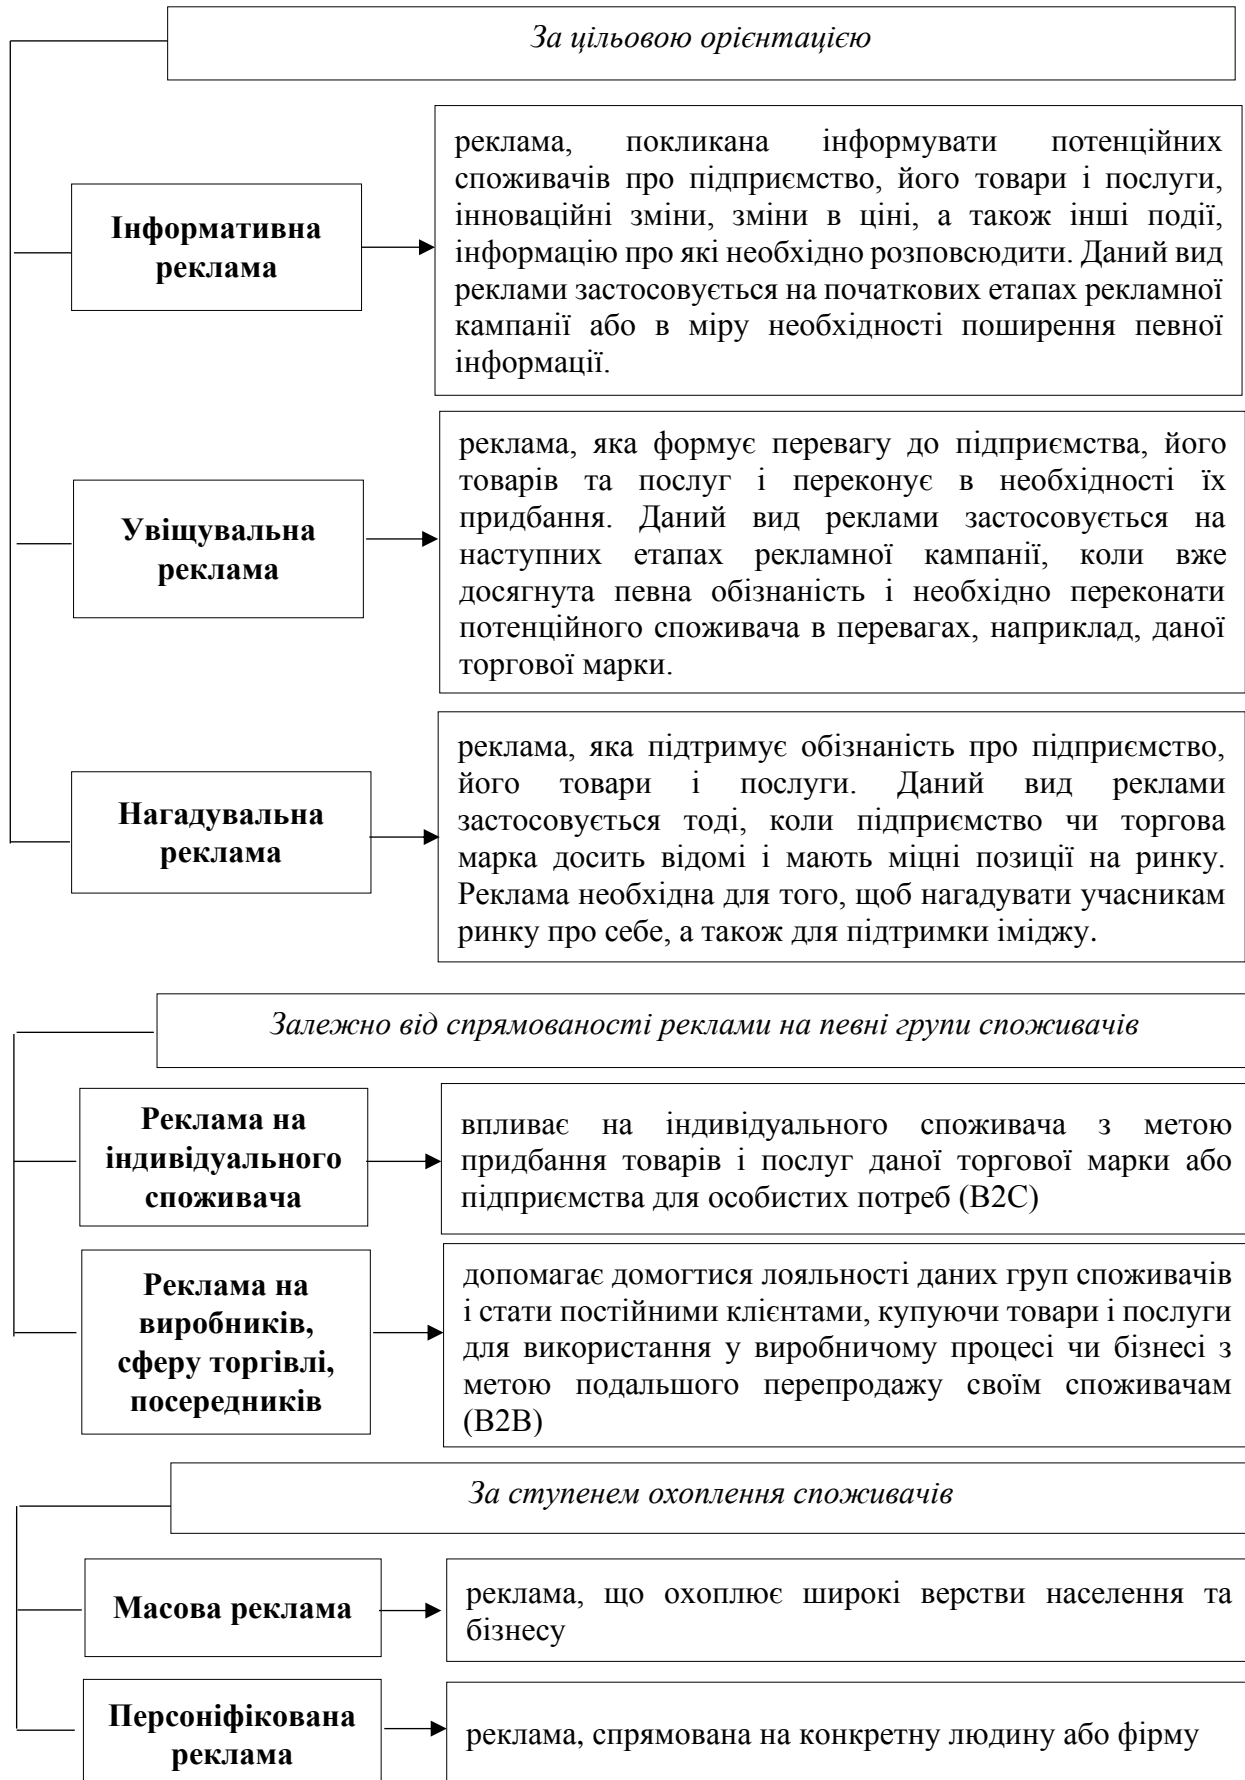 За цільовою орієнтацією
Інформативна
реклама
реклама, покликана інформувати потенційних
споживачів про підприємство, його товари і послуги,
інноваційні зміни, зміни в ціні, а також інші події,
інформацію про які необхідно розповсюдити. Даний вид
реклами застосовується на початкових етапах рекламної
кампанії або в міру необхідності поширення певної
інформації.
Увіщувальна
реклама
реклама, яка формує перевагу до підприємства, його
товарів та послуг і переконує в необхідності їх
придбання. Даний вид реклами застосовується на
наступних етапах рекламної кампанії, коли вже
досягнута певна обізнаність і необхідно переконати
потенційного споживача в перевагах, наприклад, даної
торгової марки.
Нагадувальна
реклама
реклама, яка підтримує обізнаність про підприємство,
його товари і послуги. Даний вид реклами
застосовується тоді, коли підприємство чи торгова
марка досить відомі і мають міцні позиції на ринку.
Реклама необхідна для того, щоб нагадувати учасникам
ринку про себе, а також для підтримки іміджу.
Залежно від спрямованості реклами на певні групи споживачів
Реклама на
індивідуального
споживача
впливає на індивідуального споживача з метою
придбання товарів і послуг даної торгової марки або
підприємства для особистих потреб (В2С)
Реклама на
виробників,
сферу торгівлі,
посередників
допомагає домогтися лояльності даних груп споживачів
і стати постійними клієнтами, купуючи товари і послуги
для використання у виробничому процесі чи бізнесі з
метою подальшого перепродажу своїм споживачам
(В2В)
За ступенем охоплення споживачів
Масова реклама
реклама, що охоплює широкі верстви населення та
бізнесу
Персоніфікована
реклама
реклама, спрямована на конкретну людину або фірму